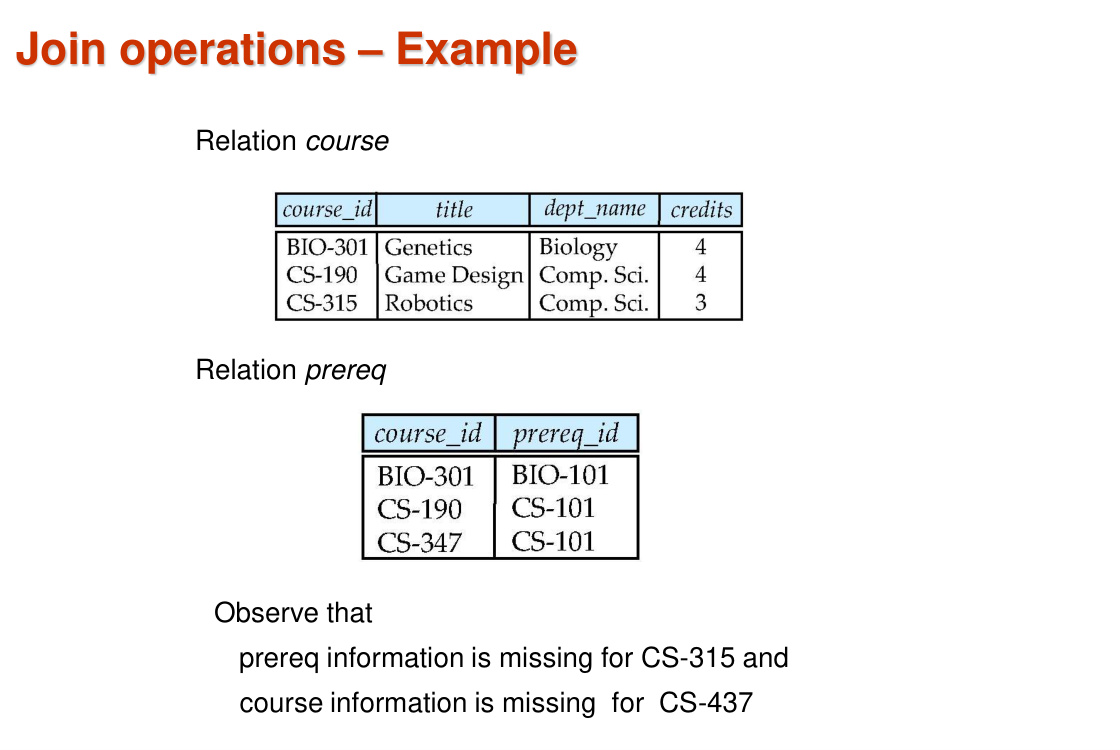 Join operations – Example
Relation course
course_id title dept_name credits
BIO-301 Genetics Biology 4
CS-190 Game Design Comp. Sci. 4
CS-315 Robotics Comp. Sci. 3
Relation prereq
course_id prereq_id
BIO-301 BIO-101
CS-190 CS-101
CS-347 CS-101
Observe that
prereq information is missing for CS-315 and
course information is missing for CS-437